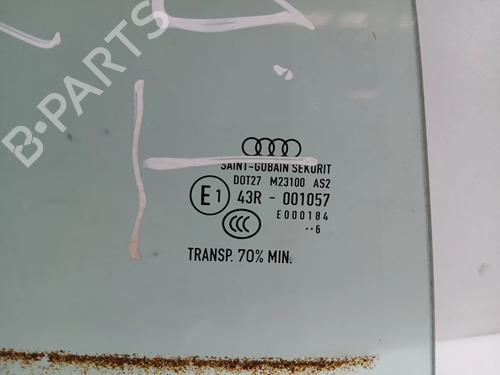 B-PARTS
SAINT-GOBAIN SEKURIT
DOT27 M23100 AS2
E1 43R - 001057
E000184
··6
CCC
TRANSP. 70% MIN.